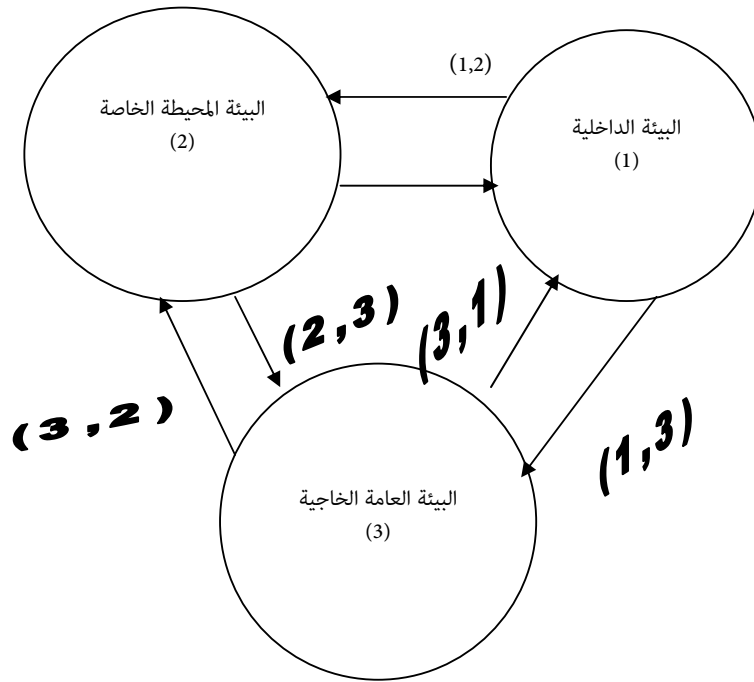 (1,2)
البيئة المحيطة الخاصة
(2)
البيئة الداخلية
(1)
(2,3)
(3,1)
(3,2)
(1,3)
البيئة العامة الخاجية
(3)